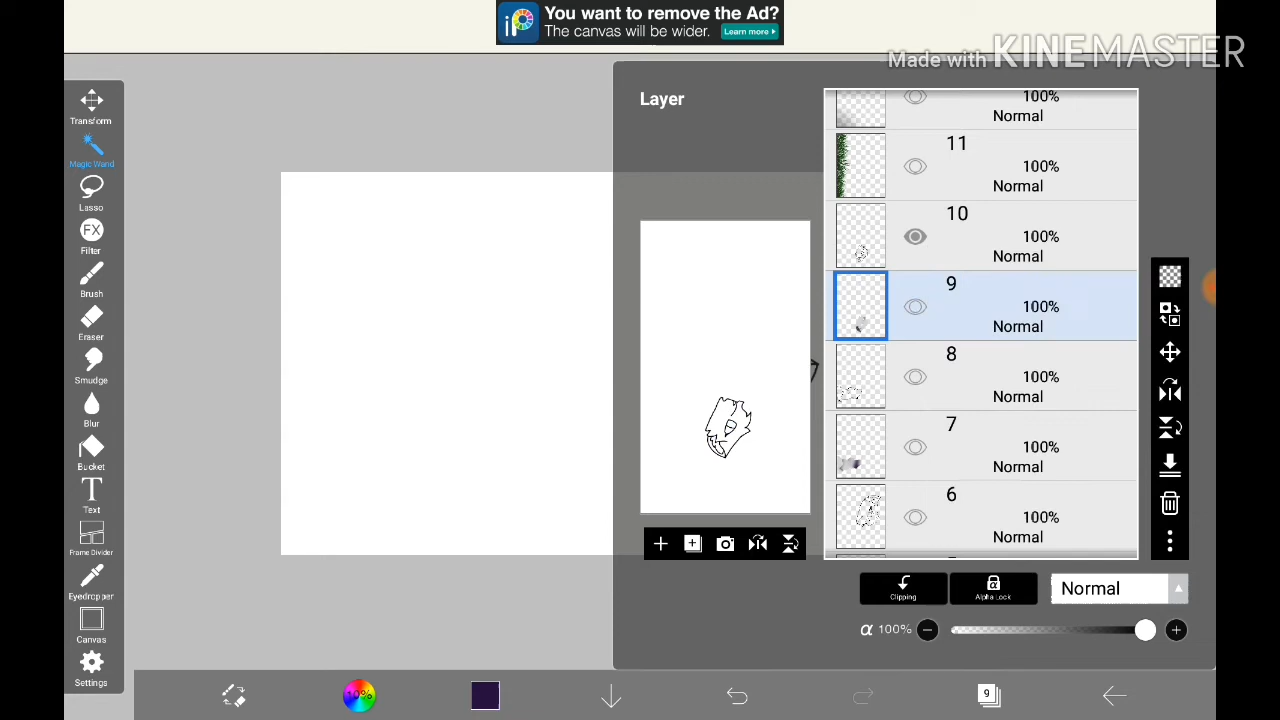 You want to remove the Ad?
The canvas will be wider.
Learn more
Made with KINEMASTER
Transform
Magic Wand
Lasso
FX
Filter
Brush
Eraser
Smudge
Blur
Bucket
T
Text
Frame Divider
Eyedropper
Canvas
Settings
Layer
100%
Normal
11
100%
Normal
10
100%
Normal
9
100%
Normal
8
100%
Normal
7
100%
Normal
6
100%
Normal
Clipping
α
Alpha Lock
Normal
α 100%
10%
9